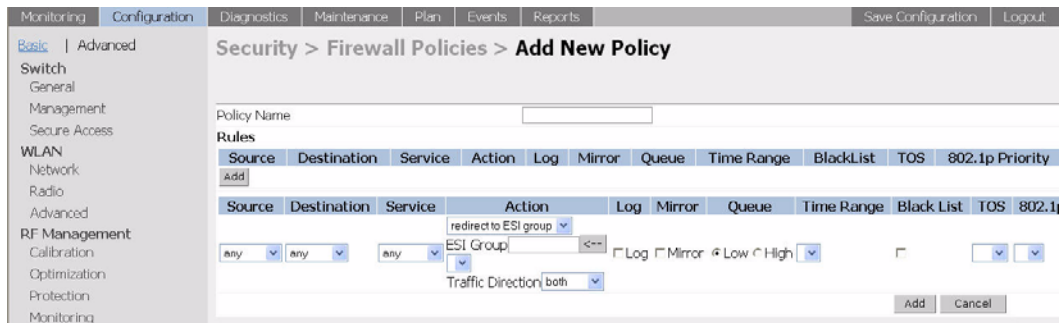 Monitoring Configuration Diagnostics Maintenance Plan Events Reports Save Configuration Logout
Basic | Advanced
Security > Firewall Policies > Add New Policy
Switch
General
Management
Secure Access
WLAN
Network
Radio
Advanced
RF Management
Calibration
Optimization
Protection
Monitoring
Policy Name
Rules
Source Destination Service Action Log Mirror Queue Time Range BlackList TOS 802.1p Priority
Add
Source Destination Service Action Log Mirror Queue Time Range Black List TOS 802.1p
redirect to ESI group
any any any ESI Group <-- Log Mirror Low High
Traffic Direction both
Add Cancel